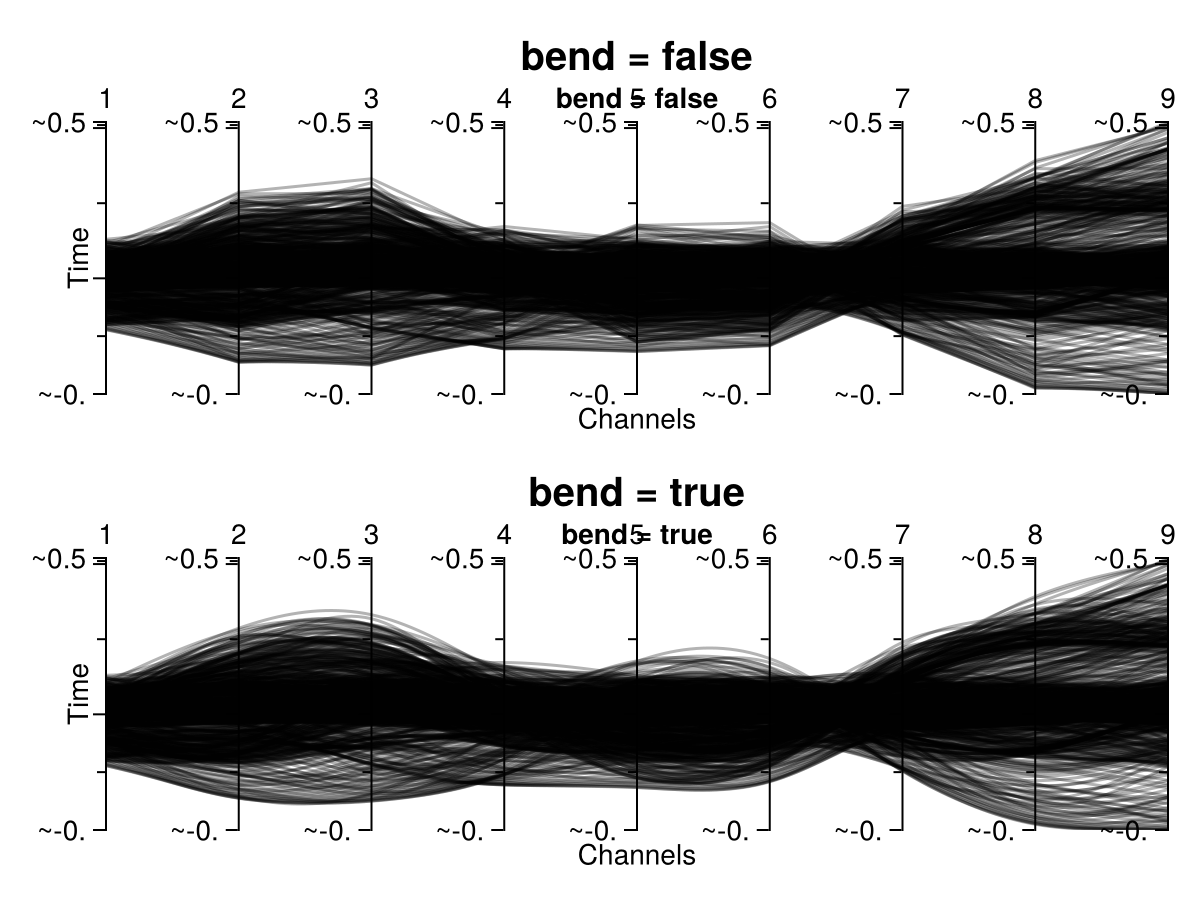 bend = false
1 2 3 4 5 6 7 8 9
bend = false
~0.5 ~0.5 ~0.5 ~0.5 ~0.5 ~0.5 ~0.5 ~0.5 ~0.5
Time
~-0. ~-0. ~-0. ~-0. ~-0. ~-0. ~-0. ~-0. ~-0.
Channels
bend = true
1 2 3 4 5 6 7 8 9
bend = true
~0.5 ~0.5 ~0.5 ~0.5 ~0.5 ~0.5 ~0.5 ~0.5 ~0.5
Time
~-0. ~-0. ~-0. ~-0. ~-0. ~-0. ~-0. ~-0. ~-0.
Channels